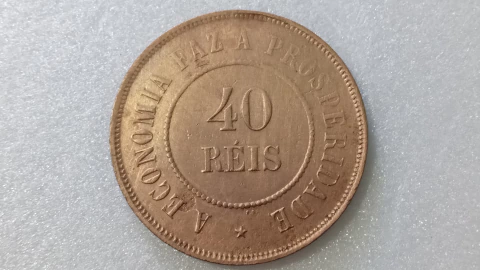 A ECONOMIA FAZ A PROSPERIDADE
40
RÉIS